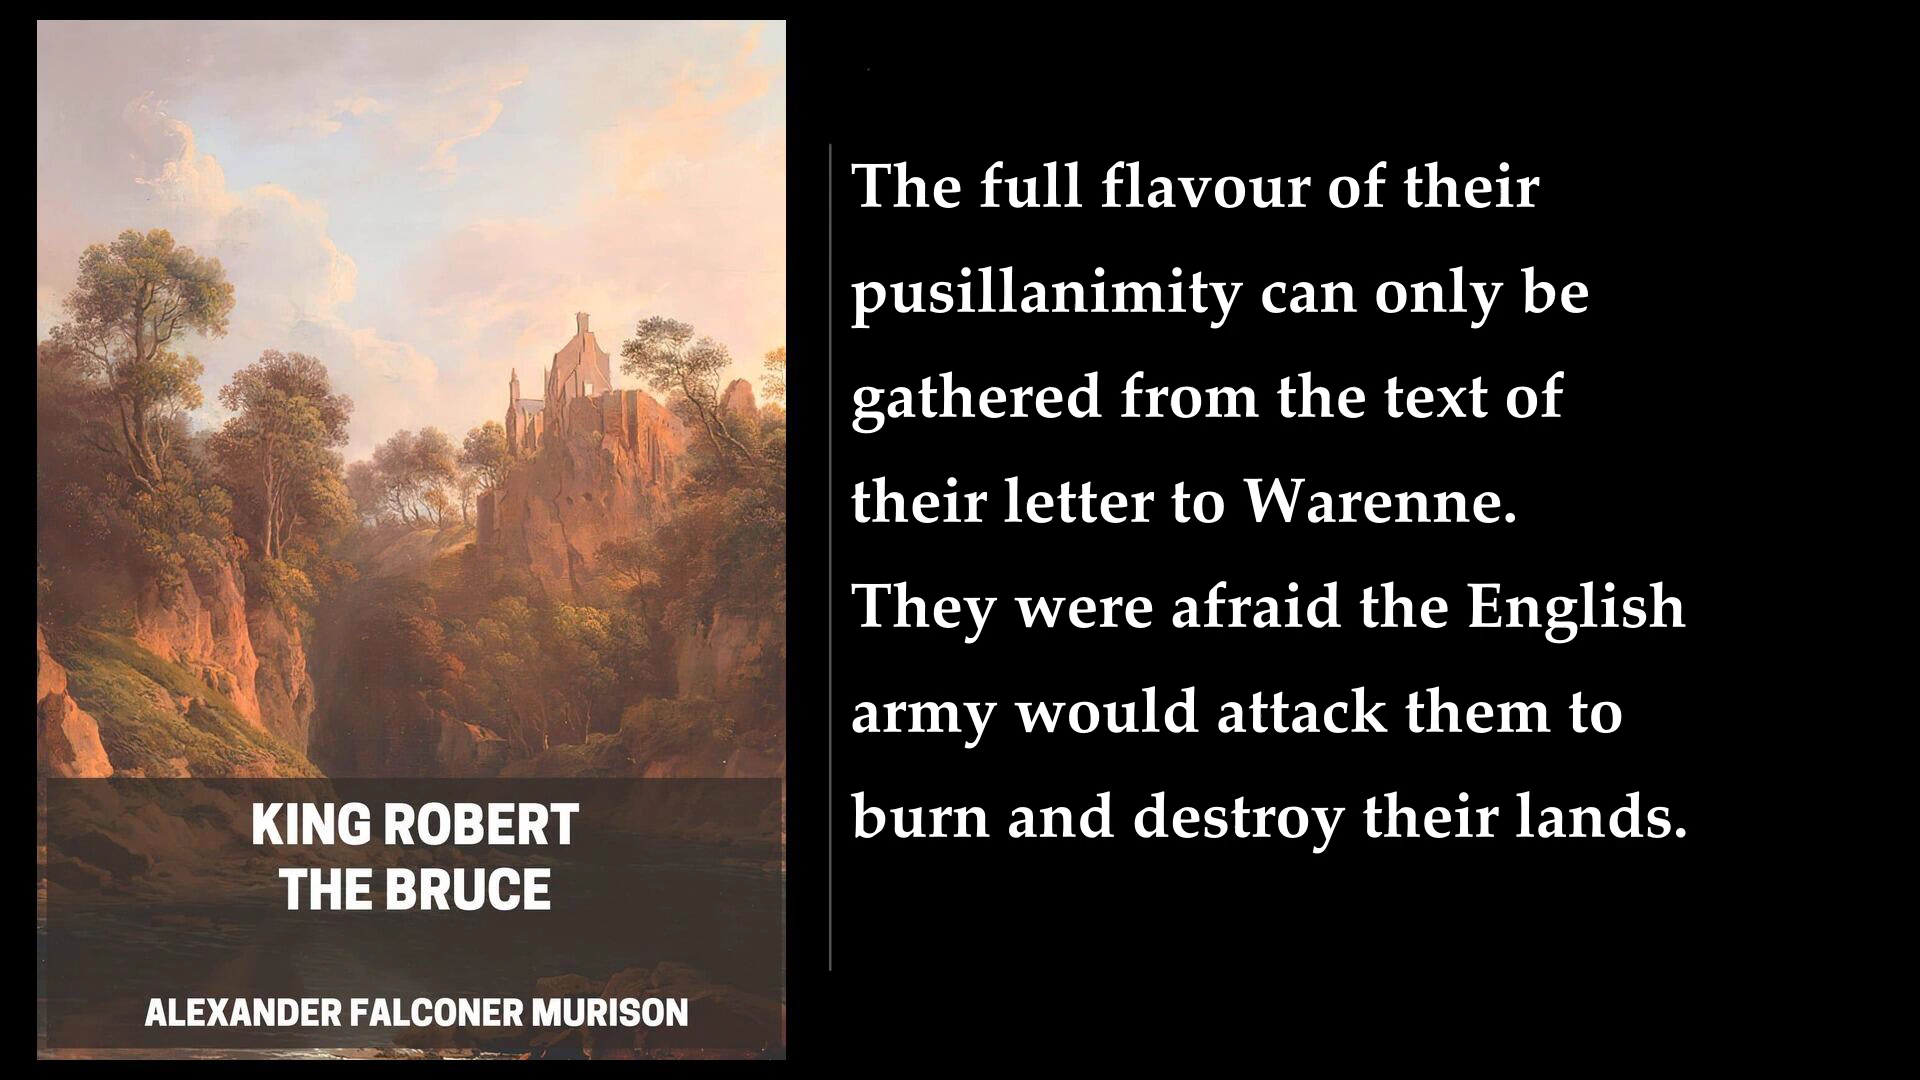 KING ROBERT
THE BRUCE
ALEXANDER FALCONER MURISON
The full flavour of their
pusillanimity can only be
gathered from the text of
their letter to Warenne.
They were afraid the English
army would attack them to
burn and destroy their lands.